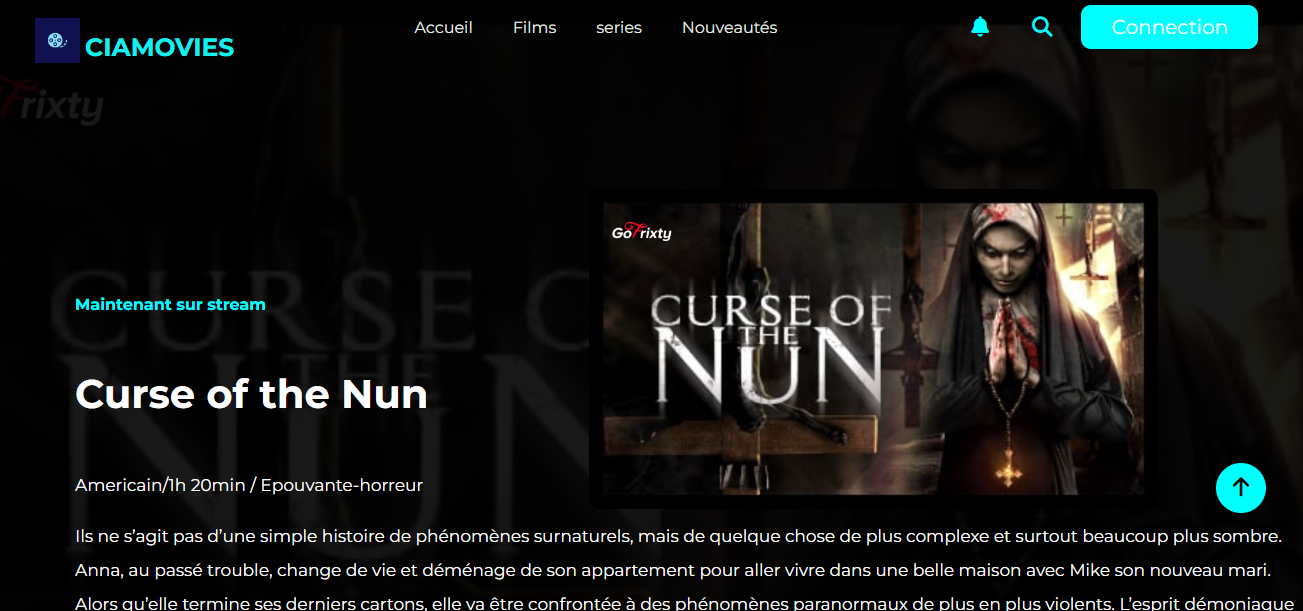 CIAMOVIES
Accueil
Films
series
Nouveautés
Connection
Frixty
GoFrixty
CURSE OF
THE
NUN
CURSE OF
THE
NUN
Maintenant sur stream
Curse of the Nun
Americain/1h 20min / Epouvante-horreur
Ils ne s’agit pas d’une simple histoire de phénomènes surnaturels, mais de quelque chose de plus complexe et surtout beaucoup plus sombre.
Anna, au passé trouble, change de vie et déménage de son appartement pour aller vivre dans une belle maison avec Mike son nouveau mari.
Alors qu’elle termine ses derniers cartons, elle va être confrontée à des phénomènes paranormaux de plus en plus violents. L’esprit démoniaque